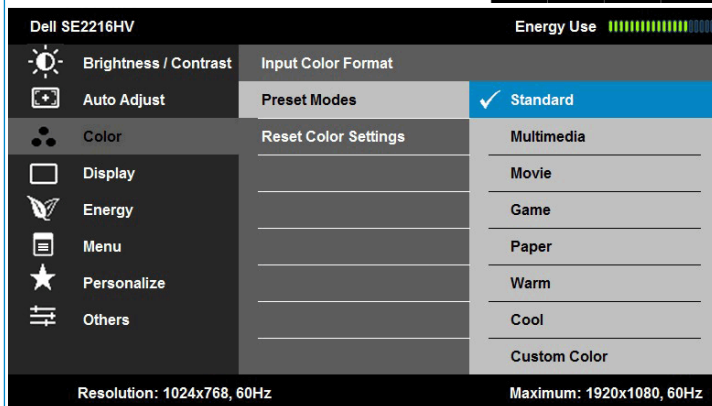 Dell SE2216HV Energy Use
Brightness / Contrast Input Color Format
Auto Adjust Preset Modes Standard
Color Reset Color Settings Multimedia
Display Movie
Energy Game
Menu Paper
Personalize Warm
Others Cool
Custom Color
Resolution: 1024x768, 60Hz Maximum: 1920x1080, 60Hz